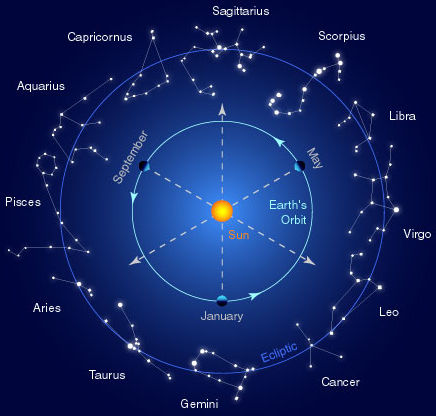 Sagittarius
Capricornus
Scorpius
Aquarius
Libra
September
May
Pisces
Earth's
Orbit
Virgo
Sun
Aries
January
Leo
Ecliptic
Taurus
Cancer
Gemini